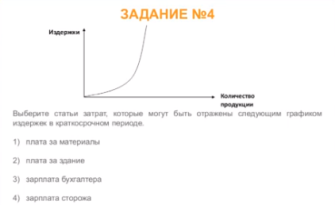 ЗАДАНИЕ №4
Издержки
Количество
продукции
Выберите статьи затрат, которые могут быть отражены следующим графиком
издержек в краткосрочном периоде.
1) плата за материалы
2) плата за здание
3) зарплата бухгалтера
4) зарплата сторожа